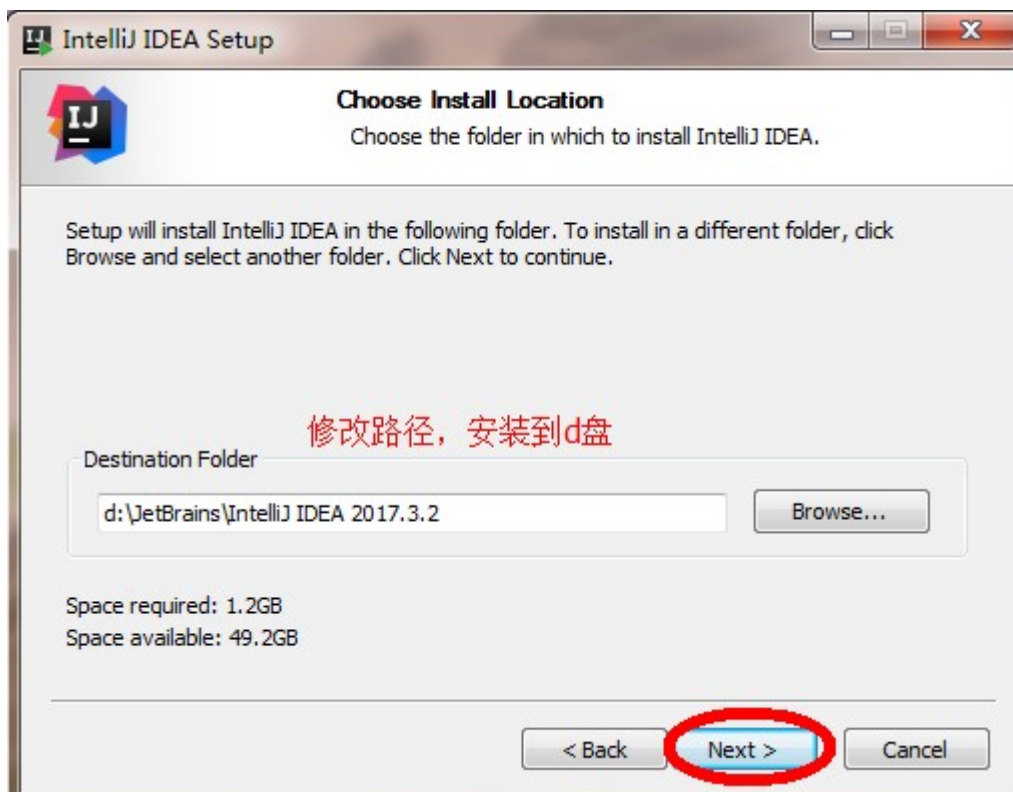 IntelliJ IDEA Setup
IJ
Choose Install Location
Choose the folder in which to install IntelliJ IDEA.
Setup will install IntelliJ IDEA in the following folder. To install in a different folder, click
Browse and select another folder. Click Next to continue.
修改路径，安装到d盘
Destination Folder
d:\JetBrains\IntelliJ IDEA 2017.3.2
Browse...
Space required: 1.2GB
Space available: 49.2GB
< Back
Next >
Cancel